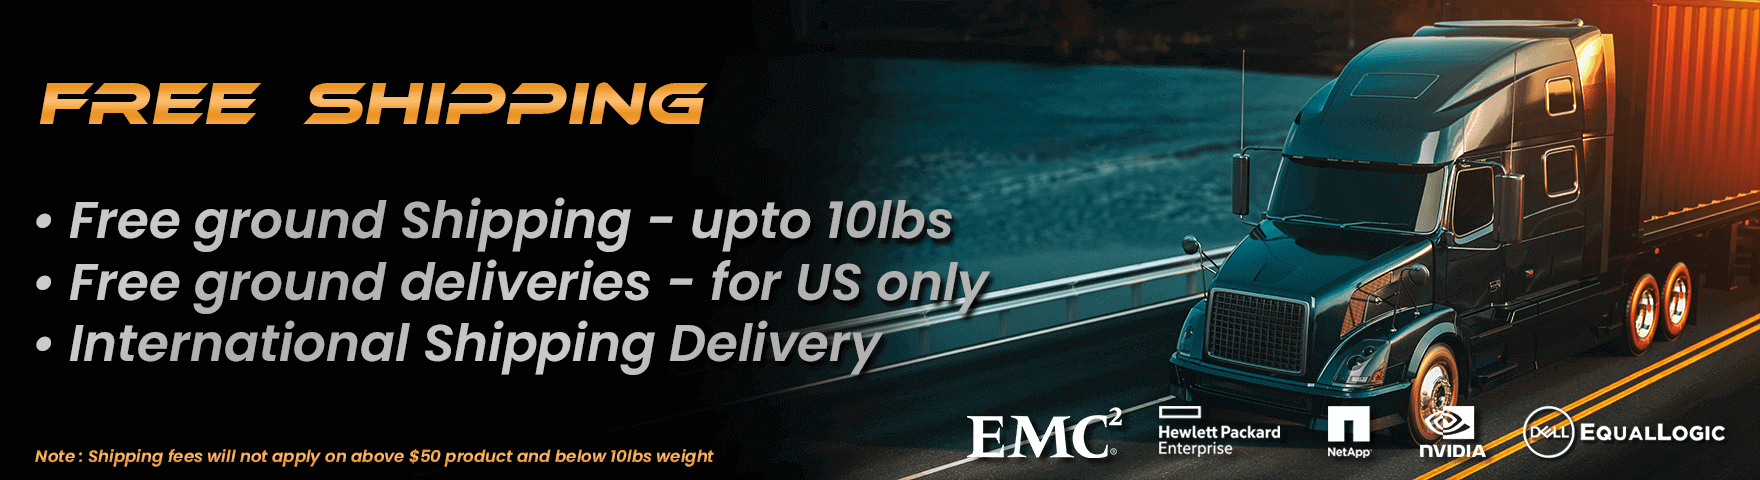 FREE SHIPPING
• Free ground Shipping - upto 10lbs
• Free ground deliveries - for US only
• International Shipping Delivery
Note : Shipping fees will not apply on above $50 product and below 10lbs weight
EMC²®
Hewlett Packard
Enterprise
NetApp
NVIDIA
DELL EQUALLOGIC